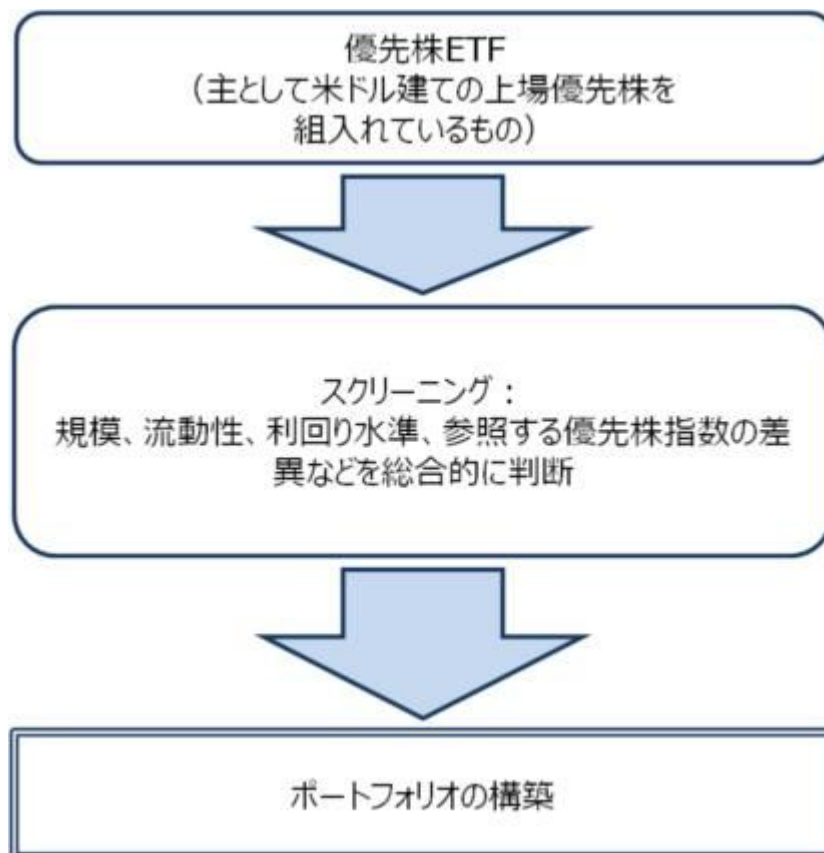 優先株ETF
（主として米ドル建ての上場優先株を
組入れているもの）
スクリーニング：
規模、流動性、利回り水準、参照する優先株指数の差
異などを総合的に判断
ポートフォリオの構築